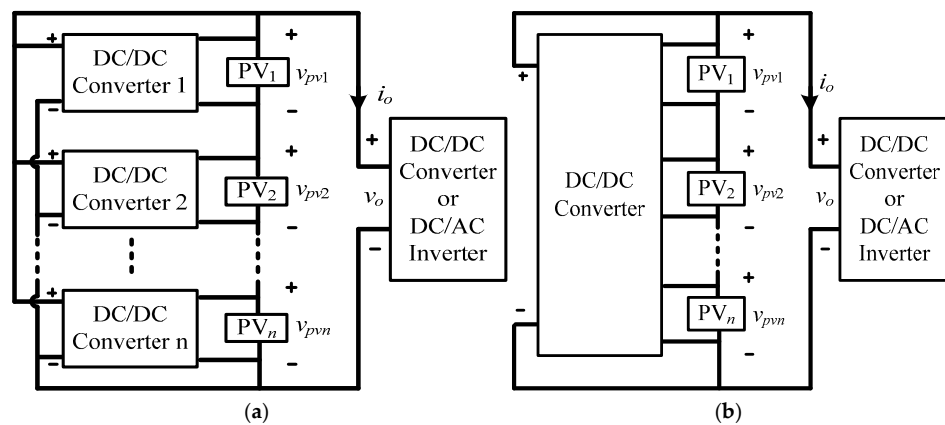 +
DC/DC
Converter 1
−
PV1
+
vpv1
−
+
DC/DC
Converter 2
−
PV2
+
vpv2
−
+
DC/DC
Converter n
−
PVn
+
vpvn
−
io
+
vo
−
DC/DC
Converter
or
DC/AC
Inverter
(a)
+
−
DC/DC
Converter
PV1
+
vpv1
−
PV2
+
vpv2
−
PVn
+
vpvn
−
io
+
vo
−
DC/DC
Converter
or
DC/AC
Inverter
(b)